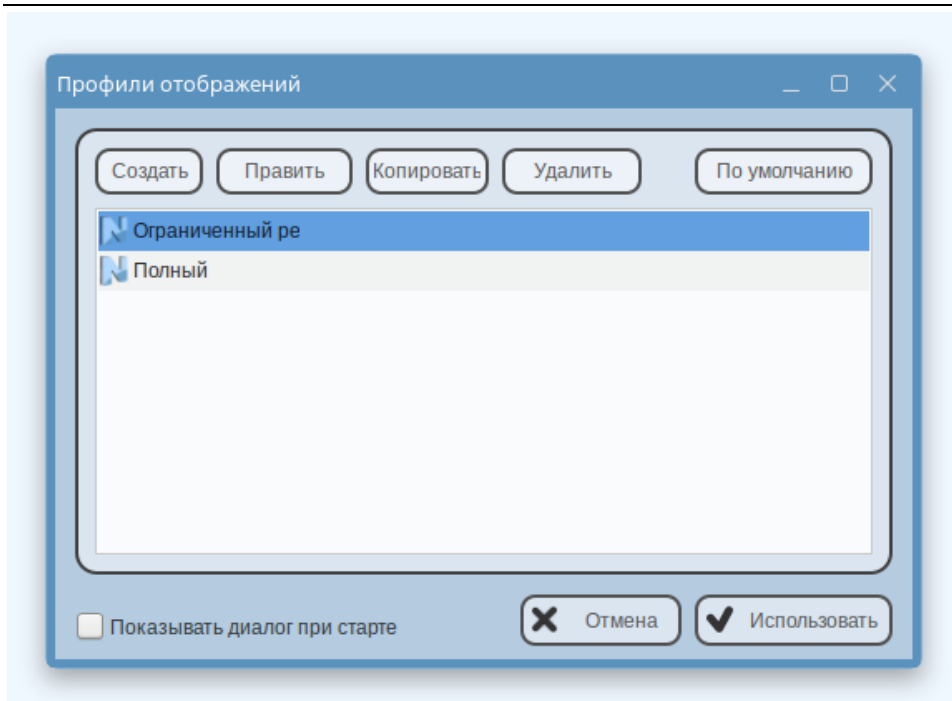 Профили отображений
Создать Править Копировать Удалить По умолчанию
Ограниченный ре
Полный
Показывать диалог при старте Отмена Использовать